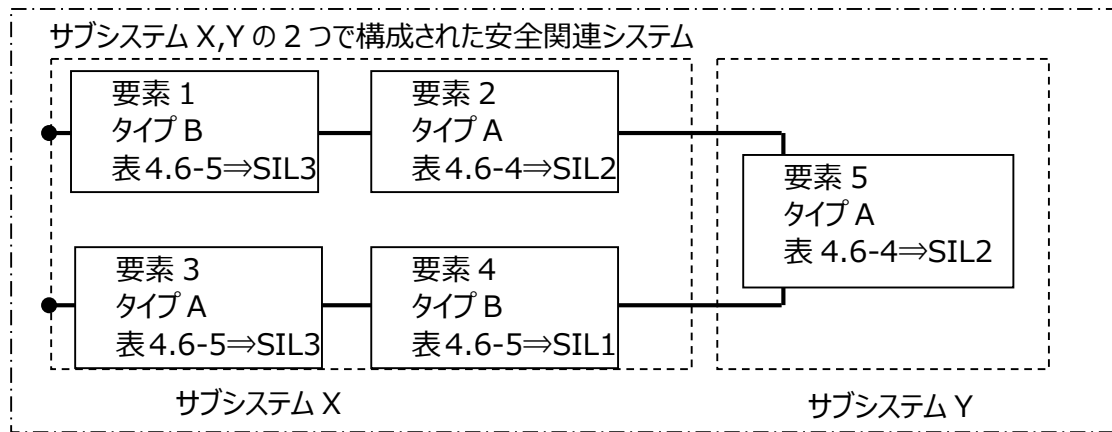 サブシステム X,Y の 2 つで構成された安全関連システム
要素 1
タイプ B
表4.6-5⇒SIL3
要素 2
タイプ A
表4.6-4⇒SIL2
要素 5
タイプ A
表 4.6-4⇒SIL2
要素 3
タイプ A
表4.6-5⇒SIL3
要素 4
タイプ B
表4.6-5⇒SIL1
サブシステム X
サブシステム Y